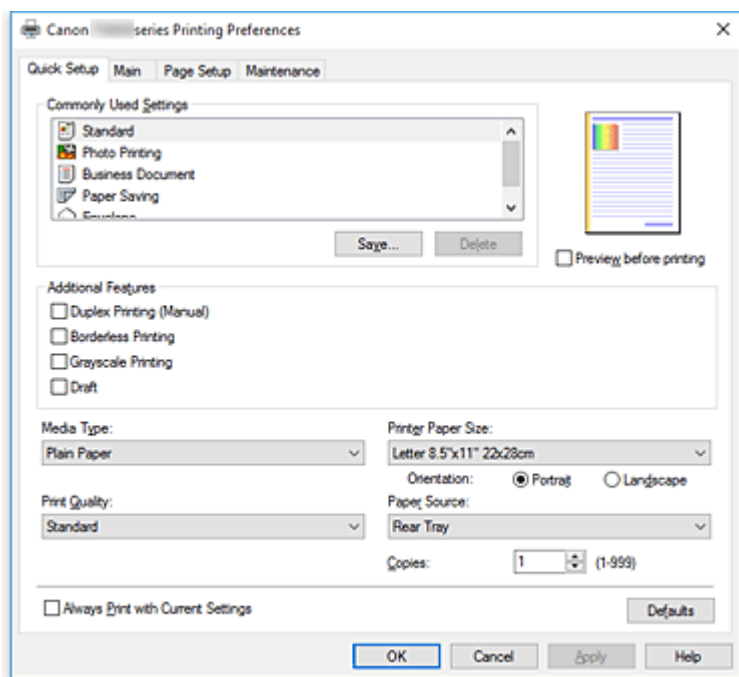 Canon series Printing Preferences
Quick Setup Main Page Setup Maintenance
Commonly Used Settings
Standard
Photo Printing
Business Document
Paper Saving
Envelope
Save... Delete
Preview before printing
Additional Features
Duplex Printing (Manual)
Borderless Printing
Grayscale Printing
Draft
Media Type: Printer Paper Size:
Plain Paper Letter 8.5"x11" 22x28cm
Orientation: Portrait Landscape
Print Quality: Paper Source:
Standard Rear Tray
Copies: 1 (1-999)
Always Print with Current Settings Defaults
OK Cancel Apply Help